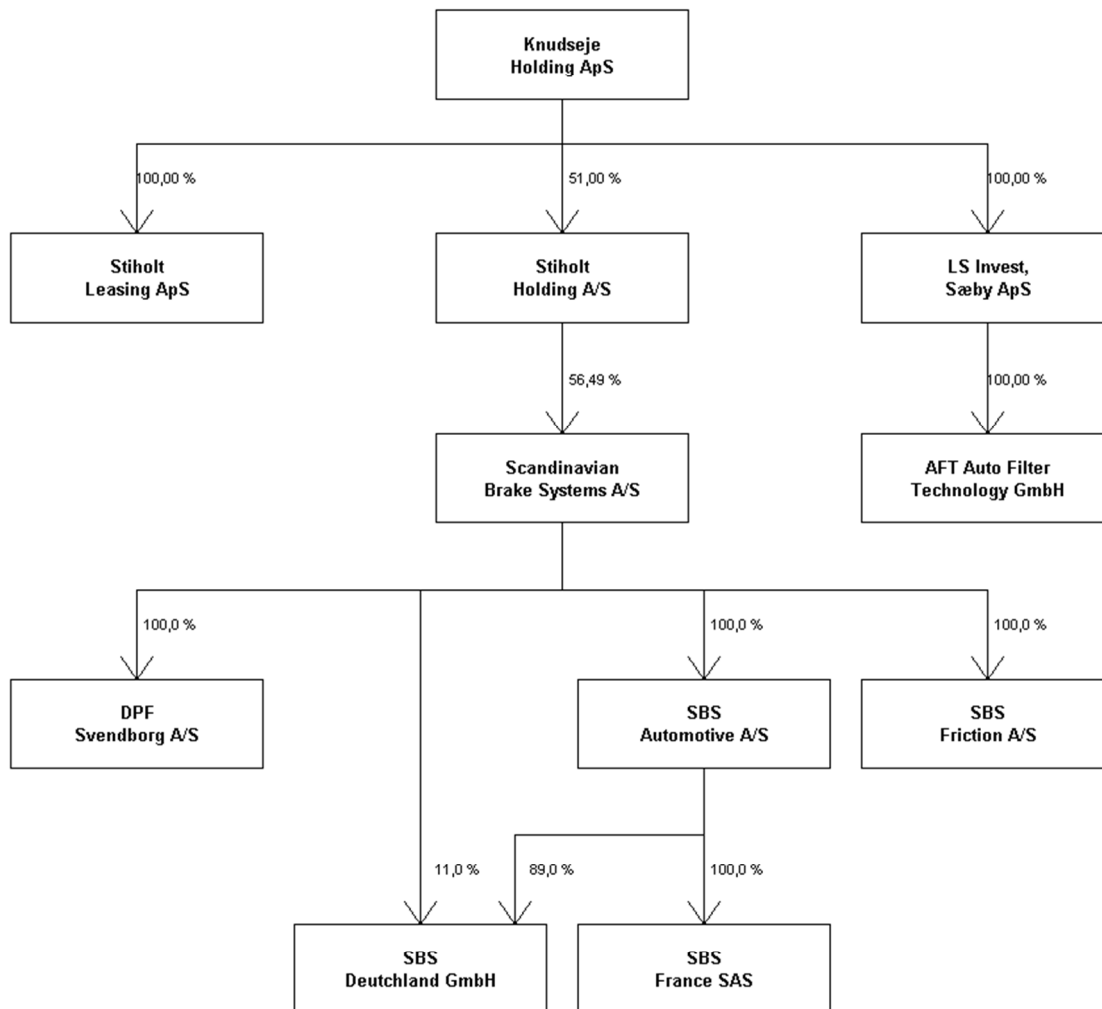 Knudseje
Holding ApS
100,00 %
51,00 %
100,00 %
Stiholt
Leasing ApS
Stiholt
Holding A/S
LS Invest,
Sæby ApS
56,49 %
100,00 %
Scandinavian
Brake Systems A/S
AFT Auto Filter
Technology GmbH
100,0 %
100,0 %
100,0 %
DPF
Svendborg A/S
SBS
Automotive A/S
SBS
Friction A/S
11,0 %
89,0 %
100,0 %
SBS
Deutchland GmbH
SBS
France SAS